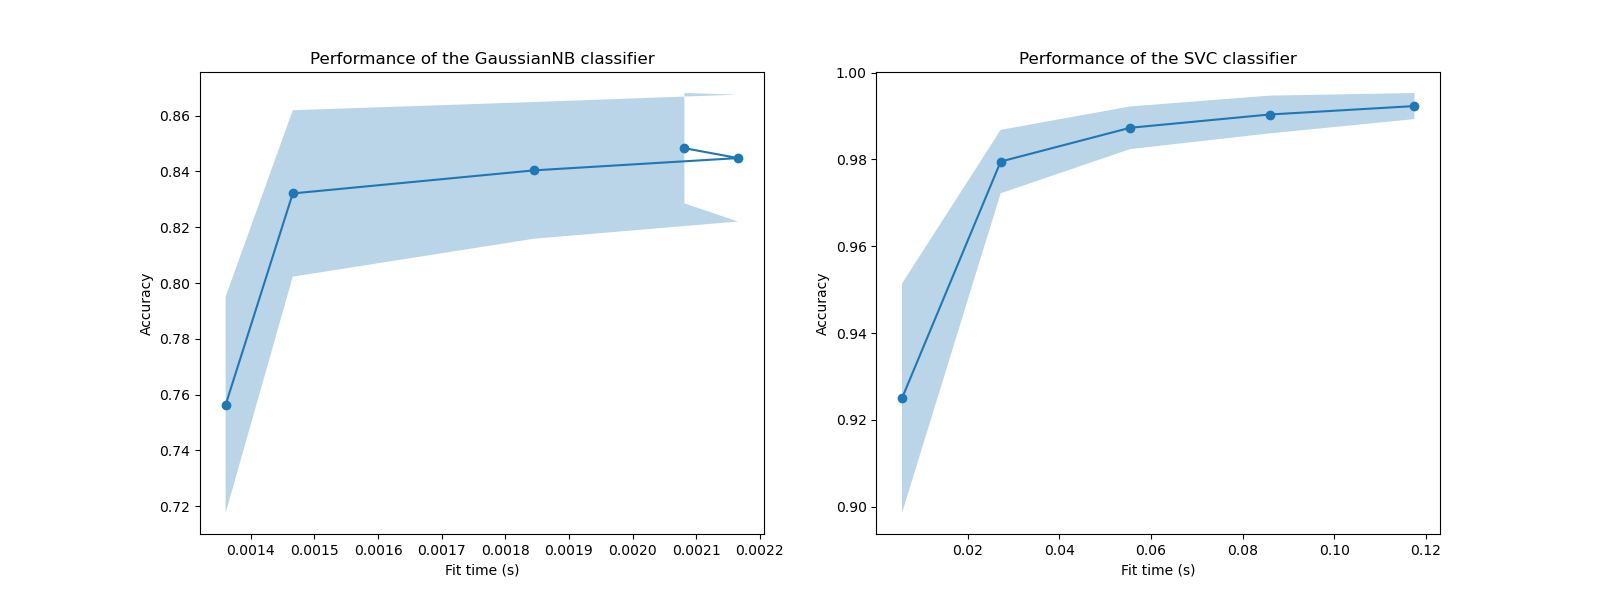 Performance of the GaussianNB classifier
0.86
0.84
0.82
0.80
0.78
0.76
0.74
0.72
Accuracy
0.0014 0.0015 0.0016 0.0017 0.0018 0.0019 0.0020 0.0021 0.0022
Fit time (s)
Performance of the SVC classifier
1.00
0.98
0.96
0.94
0.92
0.90
Accuracy
0.02 0.04 0.06 0.08 0.10 0.12
Fit time (s)